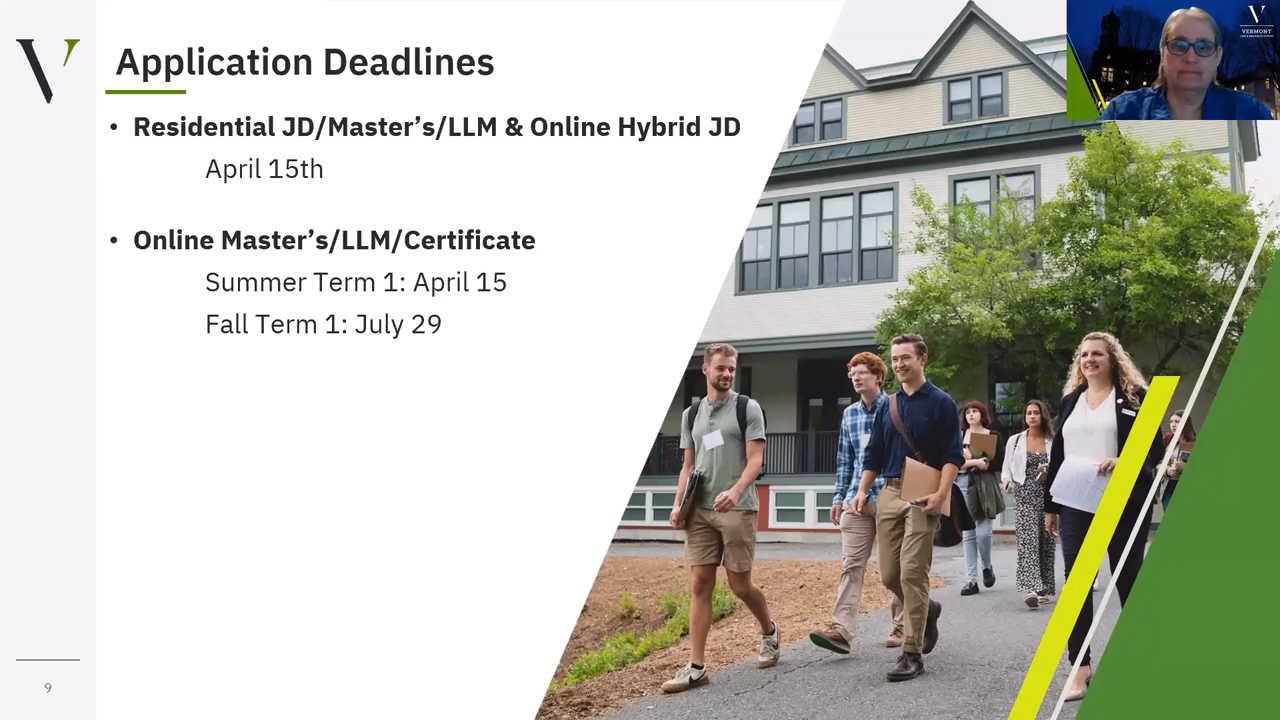 V
Application Deadlines
• Residential JD/Master’s/LLM & Online Hybrid JD
April 15th
• Online Master’s/LLM/Certificate
Summer Term 1: April 15
Fall Term 1: July 29
9
V
VERMONT